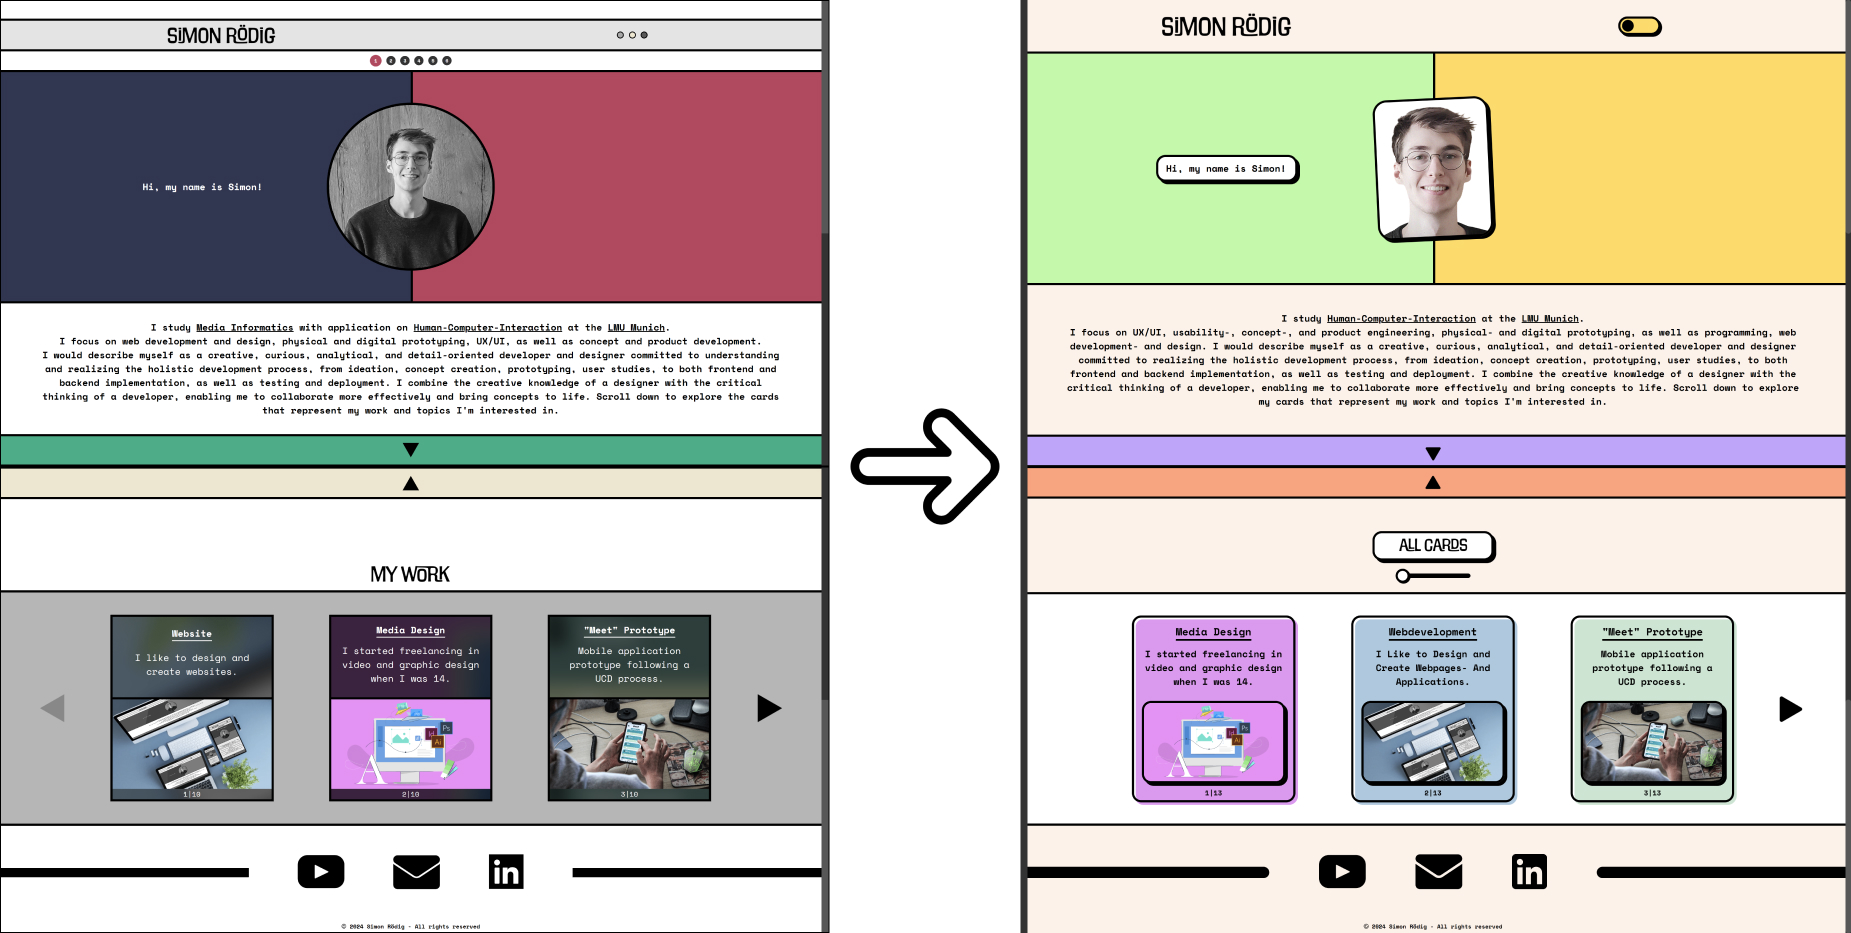 SiMON RÖDiG
1 2 3 4 5 6
Hi, my name is Simon!
I study Media Informatics with application on Human-Computer-Interaction at the LMU Munich.
I focus on web development and design, physical and digital prototyping, UX/UI, as well as concept and product development.
I would describe myself as a creative, curious, analytical, and detail-oriented developer and designer committed to understanding
and realizing the holistic development process, from ideation, concept creation, prototyping, user studies, to both frontend and
backend implementation, as well as testing and deployment. I combine the creative knowledge of a designer with the critical
thinking of a developer, enabling me to collaborate more effectively and bring concepts to life. Scroll down to explore the cards
that represent my work and topics I'm interested in.
MY WORK
Website
I like to design and
create websites.
1|10
Media Design
I started freelancing in
video and graphic design
when I was 14.
Ps
Id
Ai
A
2|10
"Meet" Prototype
Mobile application
prototype following a
UCD process.
3|10
in
© 2024 Simon Rödig - All rights reserved
SiMON RÖDiG
Hi, my name is Simon!
I study Human-Computer-Interaction at the LMU Munich.
I focus on UX/UI, usability-, concept-, and product engineering, physical- and digital prototyping, as well as programming, web
development- and design. I would describe myself as a creative, curious, analytical, and detail-oriented developer and designer
committed to realizing the holistic development process, from ideation, concept creation, prototyping, user studies, to both
frontend and backend implementation, as well as testing and deployment. I combine the creative knowledge of a designer with the
critical thinking of a developer, enabling me to collaborate more effectively and bring concepts to life. Scroll down to explore
my cards that represent my work and topics I'm interested in.
ALL CARDS
Media Design
I started freelancing in
video and graphic design
when I was 14.
Ps
Id
Ai
A
1|13
Webdevelopment
I Like to Design and
Create Webpages- And
Applications.
2|13
"Meet" Prototype
Mobile application
prototype following a
UCD process.
3|13
in
© 2024 Simon Rödig - All rights reserved